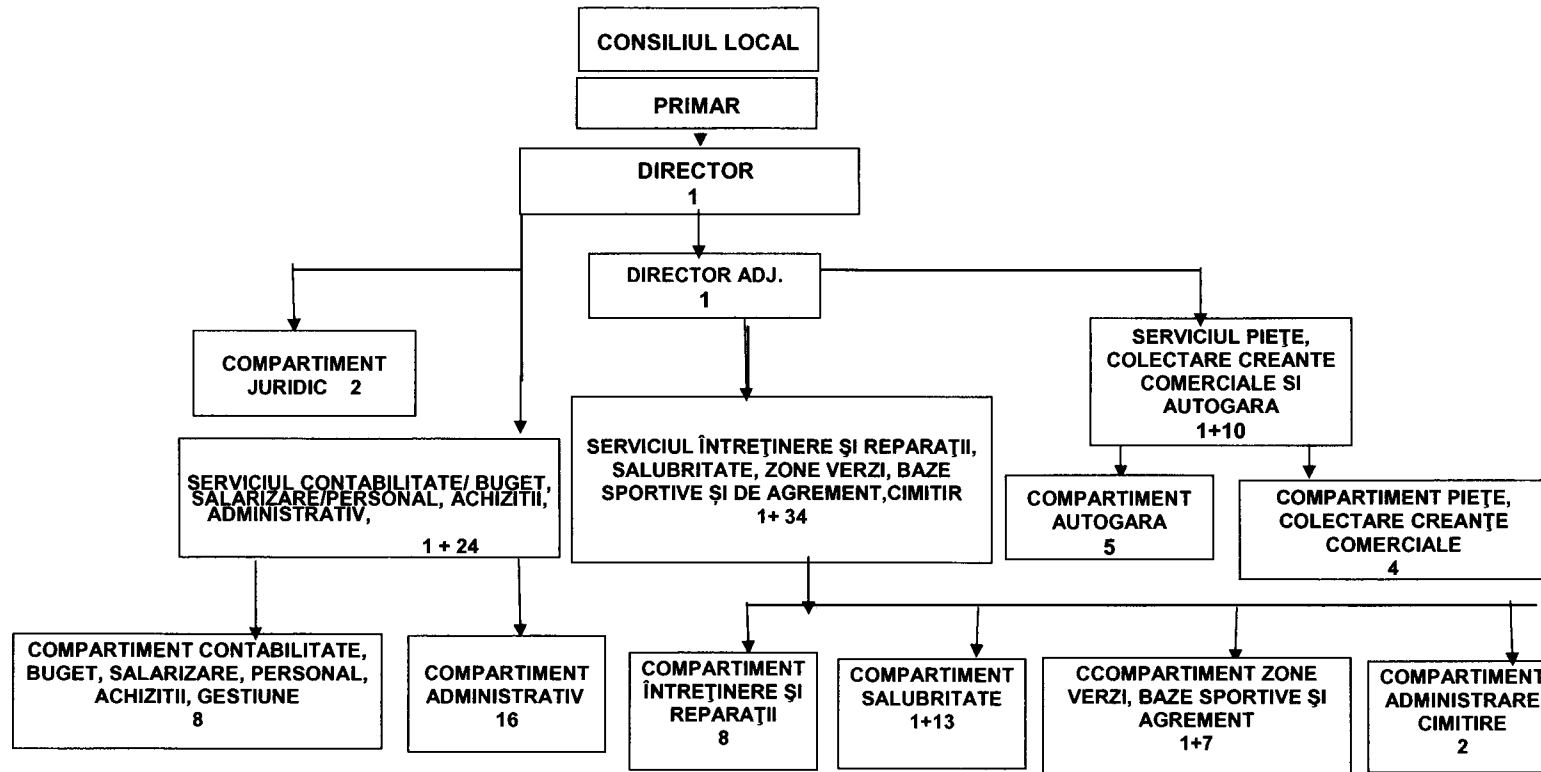 CONSILIUL LOCAL
PRIMAR
DIRECTOR
1
DIRECTOR ADJ.
1
COMPARTIMENT
JURIDIC 2
SERVICIUL PIEŢE,
COLECTARE CREANTE
COMERCIALE SI
AUTOGARA
1+10
SERVICIUL CONTABILITATE/ BUGET,
SALARIZARE/PERSONAL, ACHIZITII,
ADMINISTRATIV,
1 + 24
SERVICIUL ÎNTREŢINERE ŞI REPARAŢII,
SALUBRITATE, ZONE VERZI, BAZE
SPORTIVE ȘI DE AGREMENT,CIMITIR
1+ 34
COMPARTIMENT
AUTOGARA
5
COMPARTIMENT PIEŢE,
COLECTARE CREANŢE
COMERCIALE
4
COMPARTIMENT CONTABILITATE,
BUGET, SALARIZARE, PERSONAL,
ACHIZITII, GESTIUNE
8
COMPARTIMENT
ADMINISTRATIV
16
COMPARTIMENT
ÎNTREŢINERE ŞI
REPARAŢII
8
COMPARTIMENT
SALUBRITATE
1+13
CCOMPARTIMENT ZONE
VERZI, BAZE SPORTIVE ŞI
AGREMENT
1+7
COMPARTIMENT
ADMINISTRARE
CIMITIRE
2